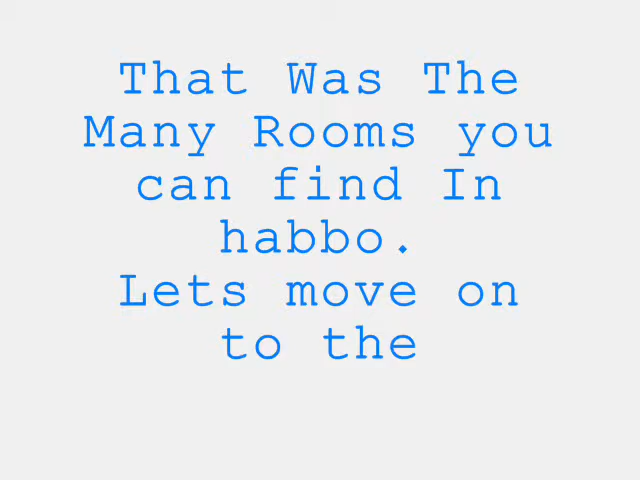 That Was The
Many Rooms you
can find In
habbo.
Lets move on
to the